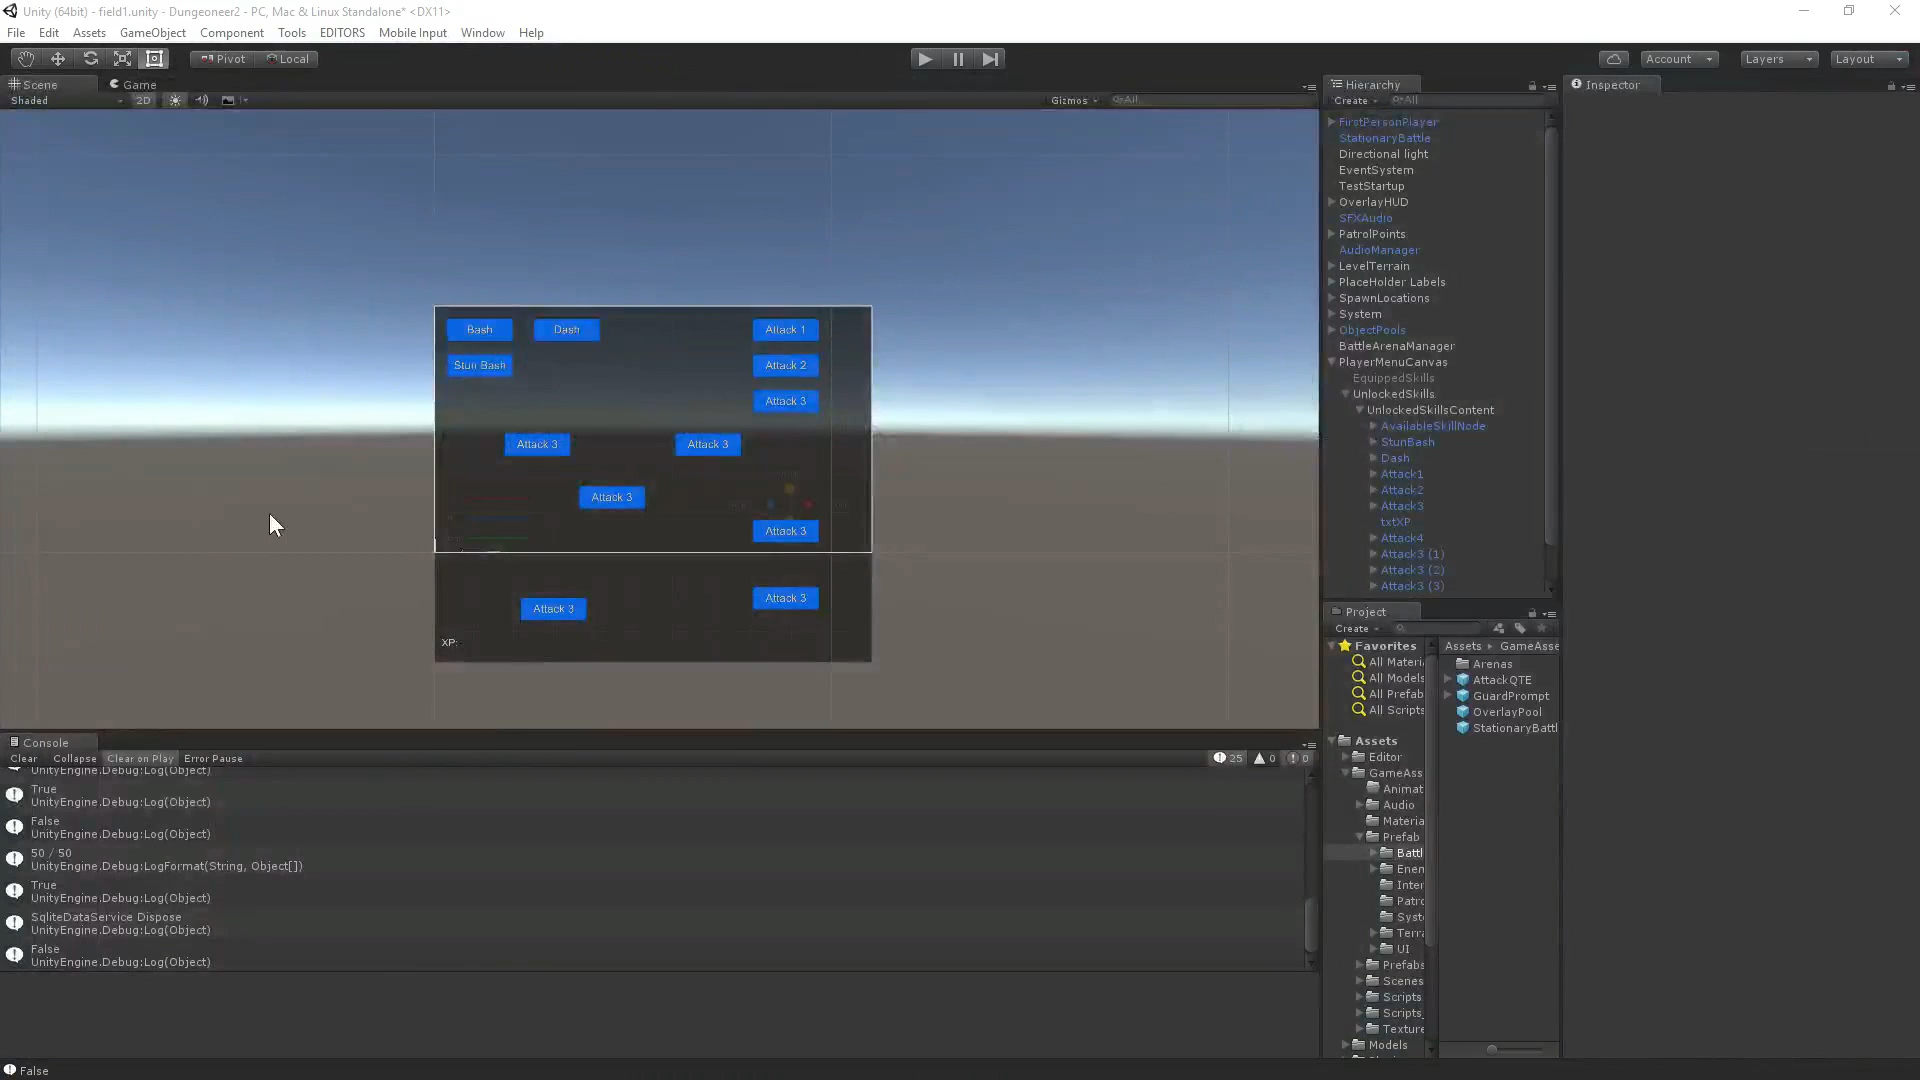 Unity (64bit) - field1.unity - Dungeoneer2 - PC, Mac & Linux Standalone* <DX11>
File Edit Assets GameObject Component Tools EDITORS Mobile Input Window Help
Pivot Local Account Layers Layout
Scene Game
Shaded 2D Gizmos All
Bash Dash Attack 1
Stun Bash Attack 2
Attack 3
Attack 3 Attack 3
Attack 3
Attack 3
Attack 3
Attack 3
XP:
Hierarchy
Create All
FirstPersonPlayer
StationaryBattle
Directional light
EventSystem
TestStartup
OverlayHUD
SFXAudio
PatrolPoints
AudioManager
LevelTerrain
PlaceHolder Labels
SpawnLocations
System
ObjectPools
BattleArenaManager
PlayerMenuCanvas
EquippedSkills
UnlockedSkills
UnlockedSkillsContent
AvailableSkillNode
StunBash
Dash
Attack1
Attack2
Attack3
txtXP
Attack4
Attack3 (1)
Attack3 (2)
Attack3 (3)
Inspector
Project
Create
Favorites
All Materi
All Models
All Prefab
All Scripts
Assets
Editor
GameAss
Animat
Audio
Materia
Prefab
Battl
Enem
Inter
Patro
Syst
Terra
UI
Prefabs
Scenes
Scripts
Scripts_
Texture
Models
Assets GameAsse
Arenas
AttackQTE
GuardPrompt
OverlayPool
StationaryBattl
Console
Clear Collapse Clear on Play Error Pause 25 0 0
UnityEngine.Debug:Log(Object)
True
UnityEngine.Debug:Log(Object)
False
UnityEngine.Debug:Log(Object)
50 / 50
UnityEngine.Debug:LogFormat(String, Object[])
True
UnityEngine.Debug:Log(Object)
SqliteDataService Dispose
UnityEngine.Debug:Log(Object)
False
UnityEngine.Debug:Log(Object)
False